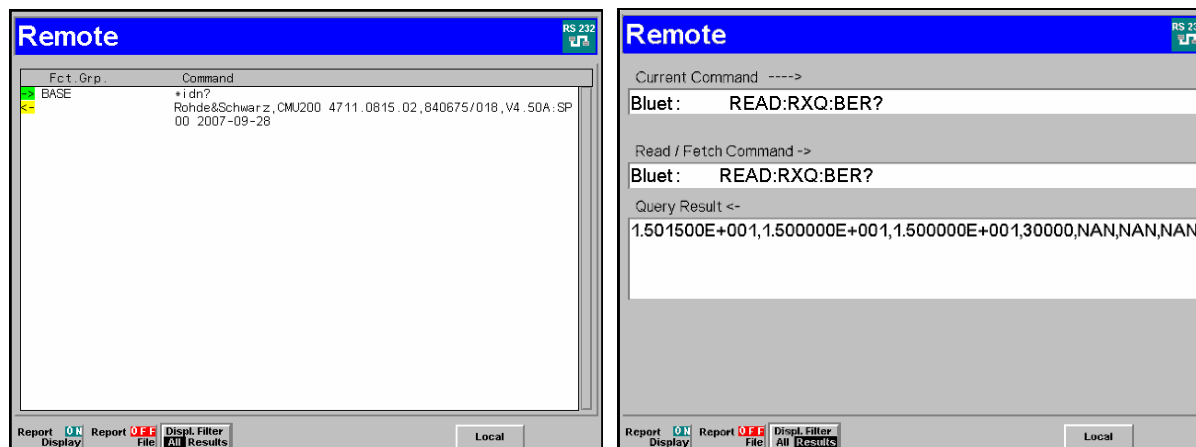 Remote
RS 232
Fct.Grp. Command
-> BASE *idn?
<- Rohde&Schwarz,CMU200 4711.0815.02,840675/018,V4.50A:SP
00 2007-09-28
Report ON Report OFF Displ. Filter
Display File All Results
Local
Remote
RS 23
Current Command ---->
Bluet: READ:RXQ:BER?
Read / Fetch Command ->
Bluet: READ:RXQ:BER?
Query Result <-
1.501500E+001,1.500000E+001,1.500000E+001,30000,NAN,NAN,NAN
Report ON Report OFF Displ. Filter
Display File All Results
Local